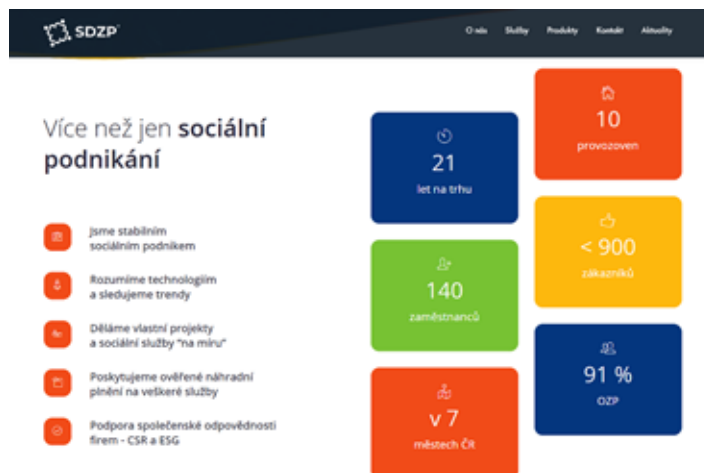 SDZP
O nás Služby Produkty Kontakt Aktuality
Více než jen sociální
podnikání
Jsme stabilním
sociálním podnikem
Rozumíme technologiím
a sledujeme trendy
Děláme vlastní projekty
a sociální služby "na míru"
Poskytujeme ověřené náhradní
plnění na veškeré služby
Podpora společenské odpovědnosti
firem - CSR a ESG
21
let na trhu
140
zaměstnanců
v 7
městech ČR
10
provozoven
< 900
zákazníků
91 %
OZP